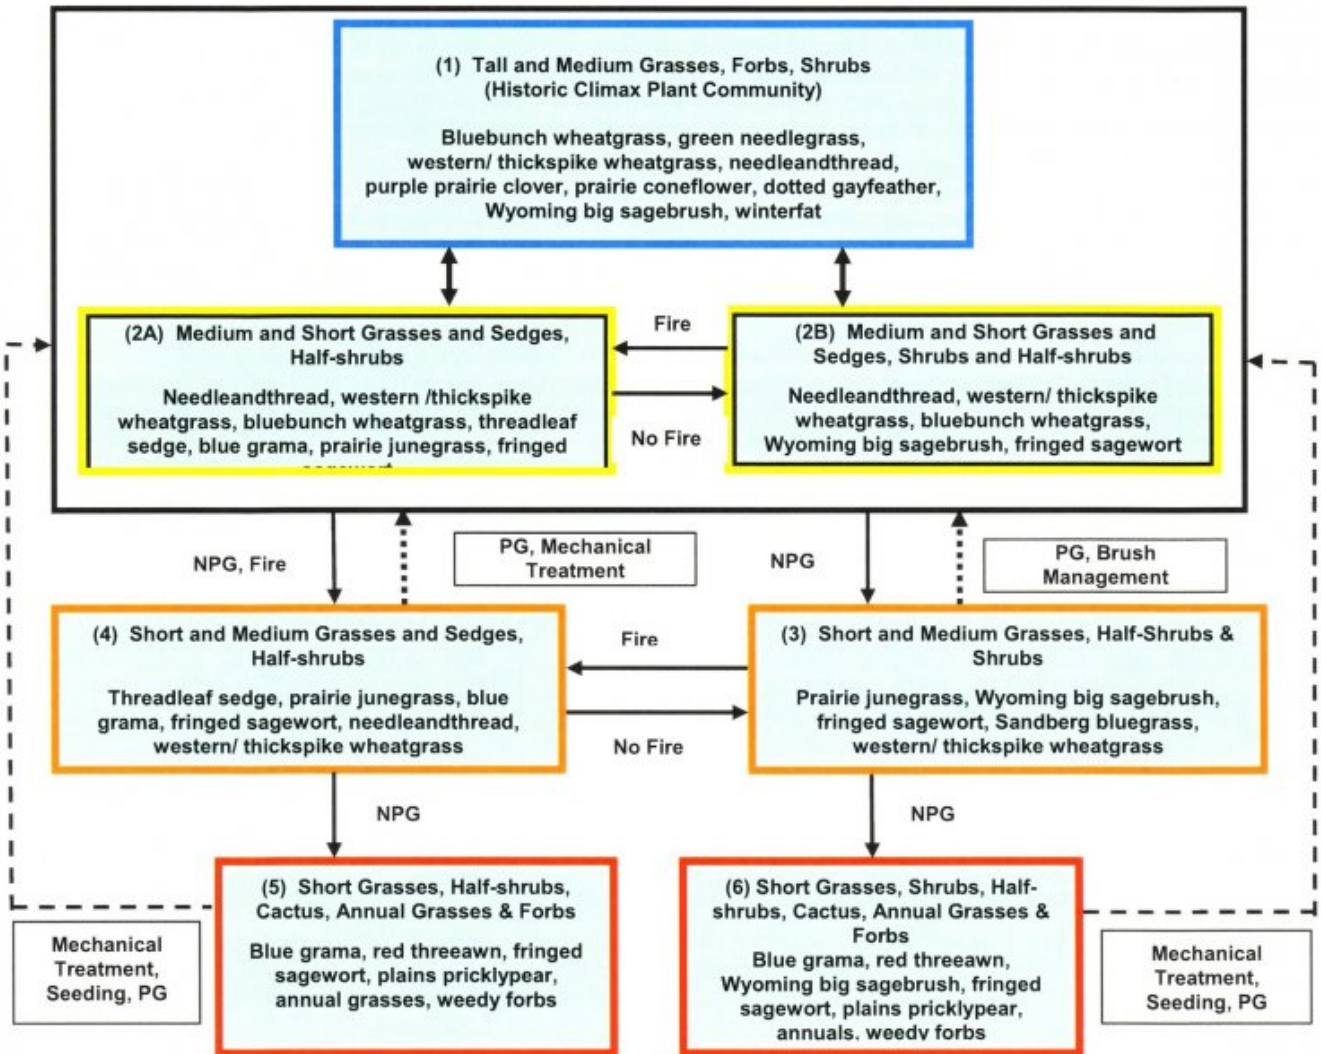 (1) Tall and Medium Grasses, Forbs, Shrubs
(Historic Climax Plant Community)
Bluebunch wheatgrass, green needlegrass,
western/ thickspike wheatgrass, needleandthread,
purple prairie clover, prairie coneflower, dotted gayfeather,
Wyoming big sagebrush, winterfat
(2A) Medium and Short Grasses and Sedges,
Half-shrubs
Needleandthread, western /thickspike
wheatgrass, bluebunch wheatgrass, threadleaf
sedge, blue grama, prairie junegrass, fringed
Fire
No Fire
(2B) Medium and Short Grasses and
Sedges, Shrubs and Half-shrubs
Needleandthread, western/ thickspike
wheatgrass, bluebunch wheatgrass,
Wyoming big sagebrush, fringed sagewort
NPG, Fire
PG, Mechanical
Treatment
NPG
PG, Brush
Management
(4) Short and Medium Grasses and Sedges,
Half-shrubs
Threadleaf sedge, prairie junegrass, blue
grama, fringed sagewort, needleandthread,
western/ thickspike wheatgrass
Fire
No Fire
(3) Short and Medium Grasses, Half-Shrubs &
Shrubs
Prairie junegrass, Wyoming big sagebrush,
fringed sagewort, Sandberg bluegrass,
western/ thickspike wheatgrass
NPG
NPG
Mechanical
Treatment,
Seeding, PG
(5) Short Grasses, Half-shrubs,
Cactus, Annual Grasses & Forbs
Blue grama, red threeawn, fringed
sagewort, plains pricklypear,
annual grasses, weedy forbs
(6) Short Grasses, Shrubs, Half-
shrubs, Cactus, Annual Grasses &
Forbs
Blue grama, red threeawn,
Wyoming big sagebrush, fringed
sagewort, plains pricklypear,
annuals, weedy forbs
Mechanical
Treatment,
Seeding, PG